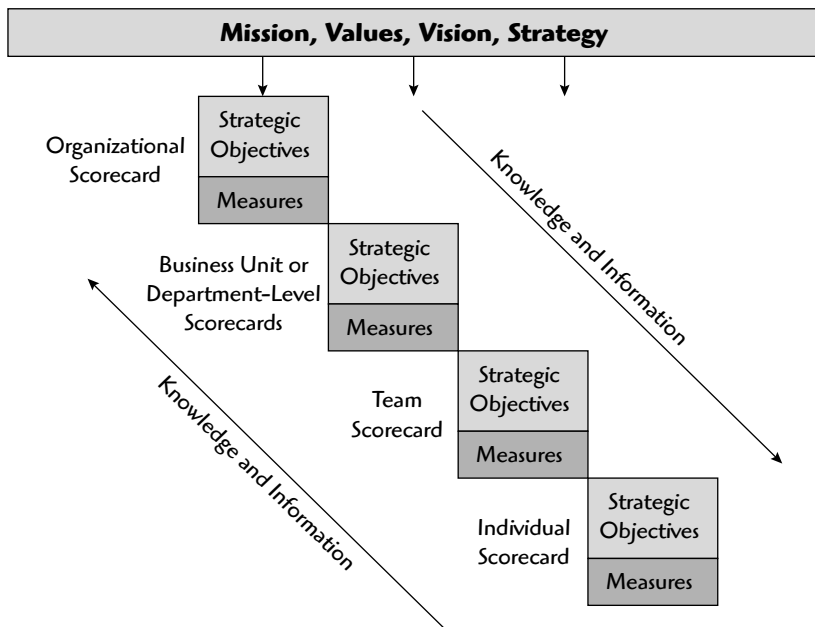 Mission, Values, Vision, Strategy
Organizational
Scorecard
Strategic
Objectives
Measures
Knowledge and Information
Business Unit or
Department-Level
Scorecards
Strategic
Objectives
Measures
Knowledge and Information
Team
Scorecard
Strategic
Objectives
Measures
Individual
Scorecard
Strategic
Objectives
Measures